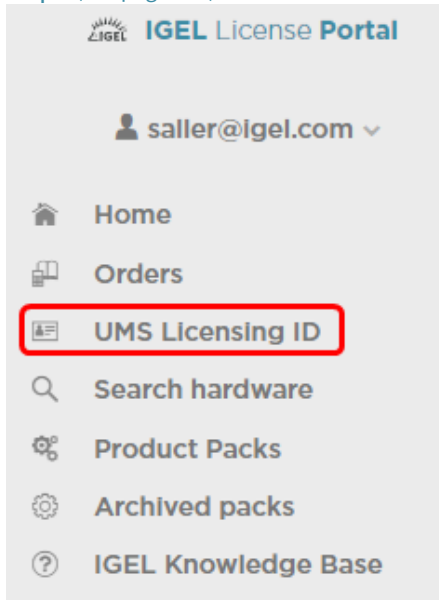 IGEL IGEL License Portal
saller@igel.com
Home
Orders
UMS Licensing ID
Search hardware
Product Packs
Archived packs
? IGEL Knowledge Base